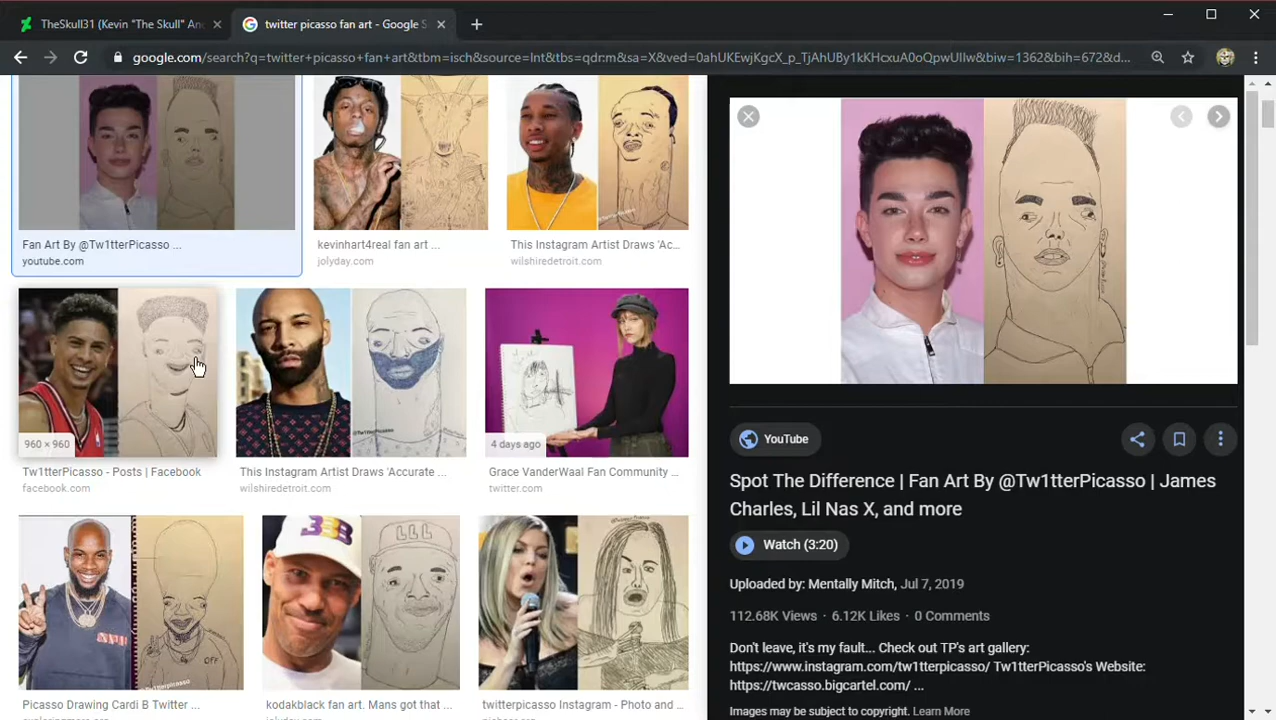 TheSkull31 (Kevin "The Skull" And
twitter picasso fan art - Google S
google.com/search?q=twitter+picasso+fan+art&tbm=isch&source=lnt&tbs=qdr:m&sa=X&ved=0ahUKEwjKgcX_p_TjAhUBy1kKHcxuA0oQpwUIIw&biw=1362&bih=672&d...
Fan Art By @Tw1tterPicasso ...
youtube.com
kevinhart4real fan art ...
jolyday.com
This Instagram Artist Draws 'Ac...
wilshiredetroit.com
960 × 960
Tw1tterPicasso - Posts | Facebook
facebook.com
This Instagram Artist Draws 'Accurate ...
wilshiredetroit.com
4 days ago
Grace VanderWaal Fan Community ...
twitter.com
LLL
OFF
Picasso Drawing Cardi B Twitter ...
kodakblack fan art. Mans got that ...
jolyday.com
twitterpicasso Instagram - Photo and ...
YouTube
Spot The Difference | Fan Art By @Tw1tterPicasso | James
Charles, Lil Nas X, and more
Watch (3:20)
Uploaded by: Mentally Mitch, Jul 7, 2019
112.68K Views · 6.12K Likes · 0 Comments
Don't leave, it's my fault... Check out TP's art gallery:
https://www.instagram.com/tw1tterpicasso/ Tw1tterPicasso's Website:
https://twcasso.bigcartel.com/ ...
Images may be subject to copyright. Learn More